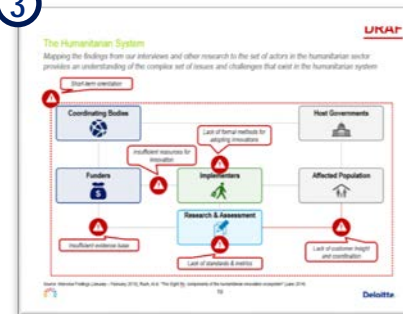 3
DRAF
The Humanitarian System
Mapping the findings from our interviews and other research to the set of actors in the humanitarian sector
provides an understanding of the complex set of issues and challenges that exist in the humanitarian system
Short-term orientation
Coordinating Bodies
Host Governments
Lack of formal methods for
adopting innovations
Insufficient resources for
innovation
Funders
Implementers
Affected Population
Research & Assessment
Insufficient evidence base
Lack of standards & metrics
Lack of customer insight
and coordination
Deloitte